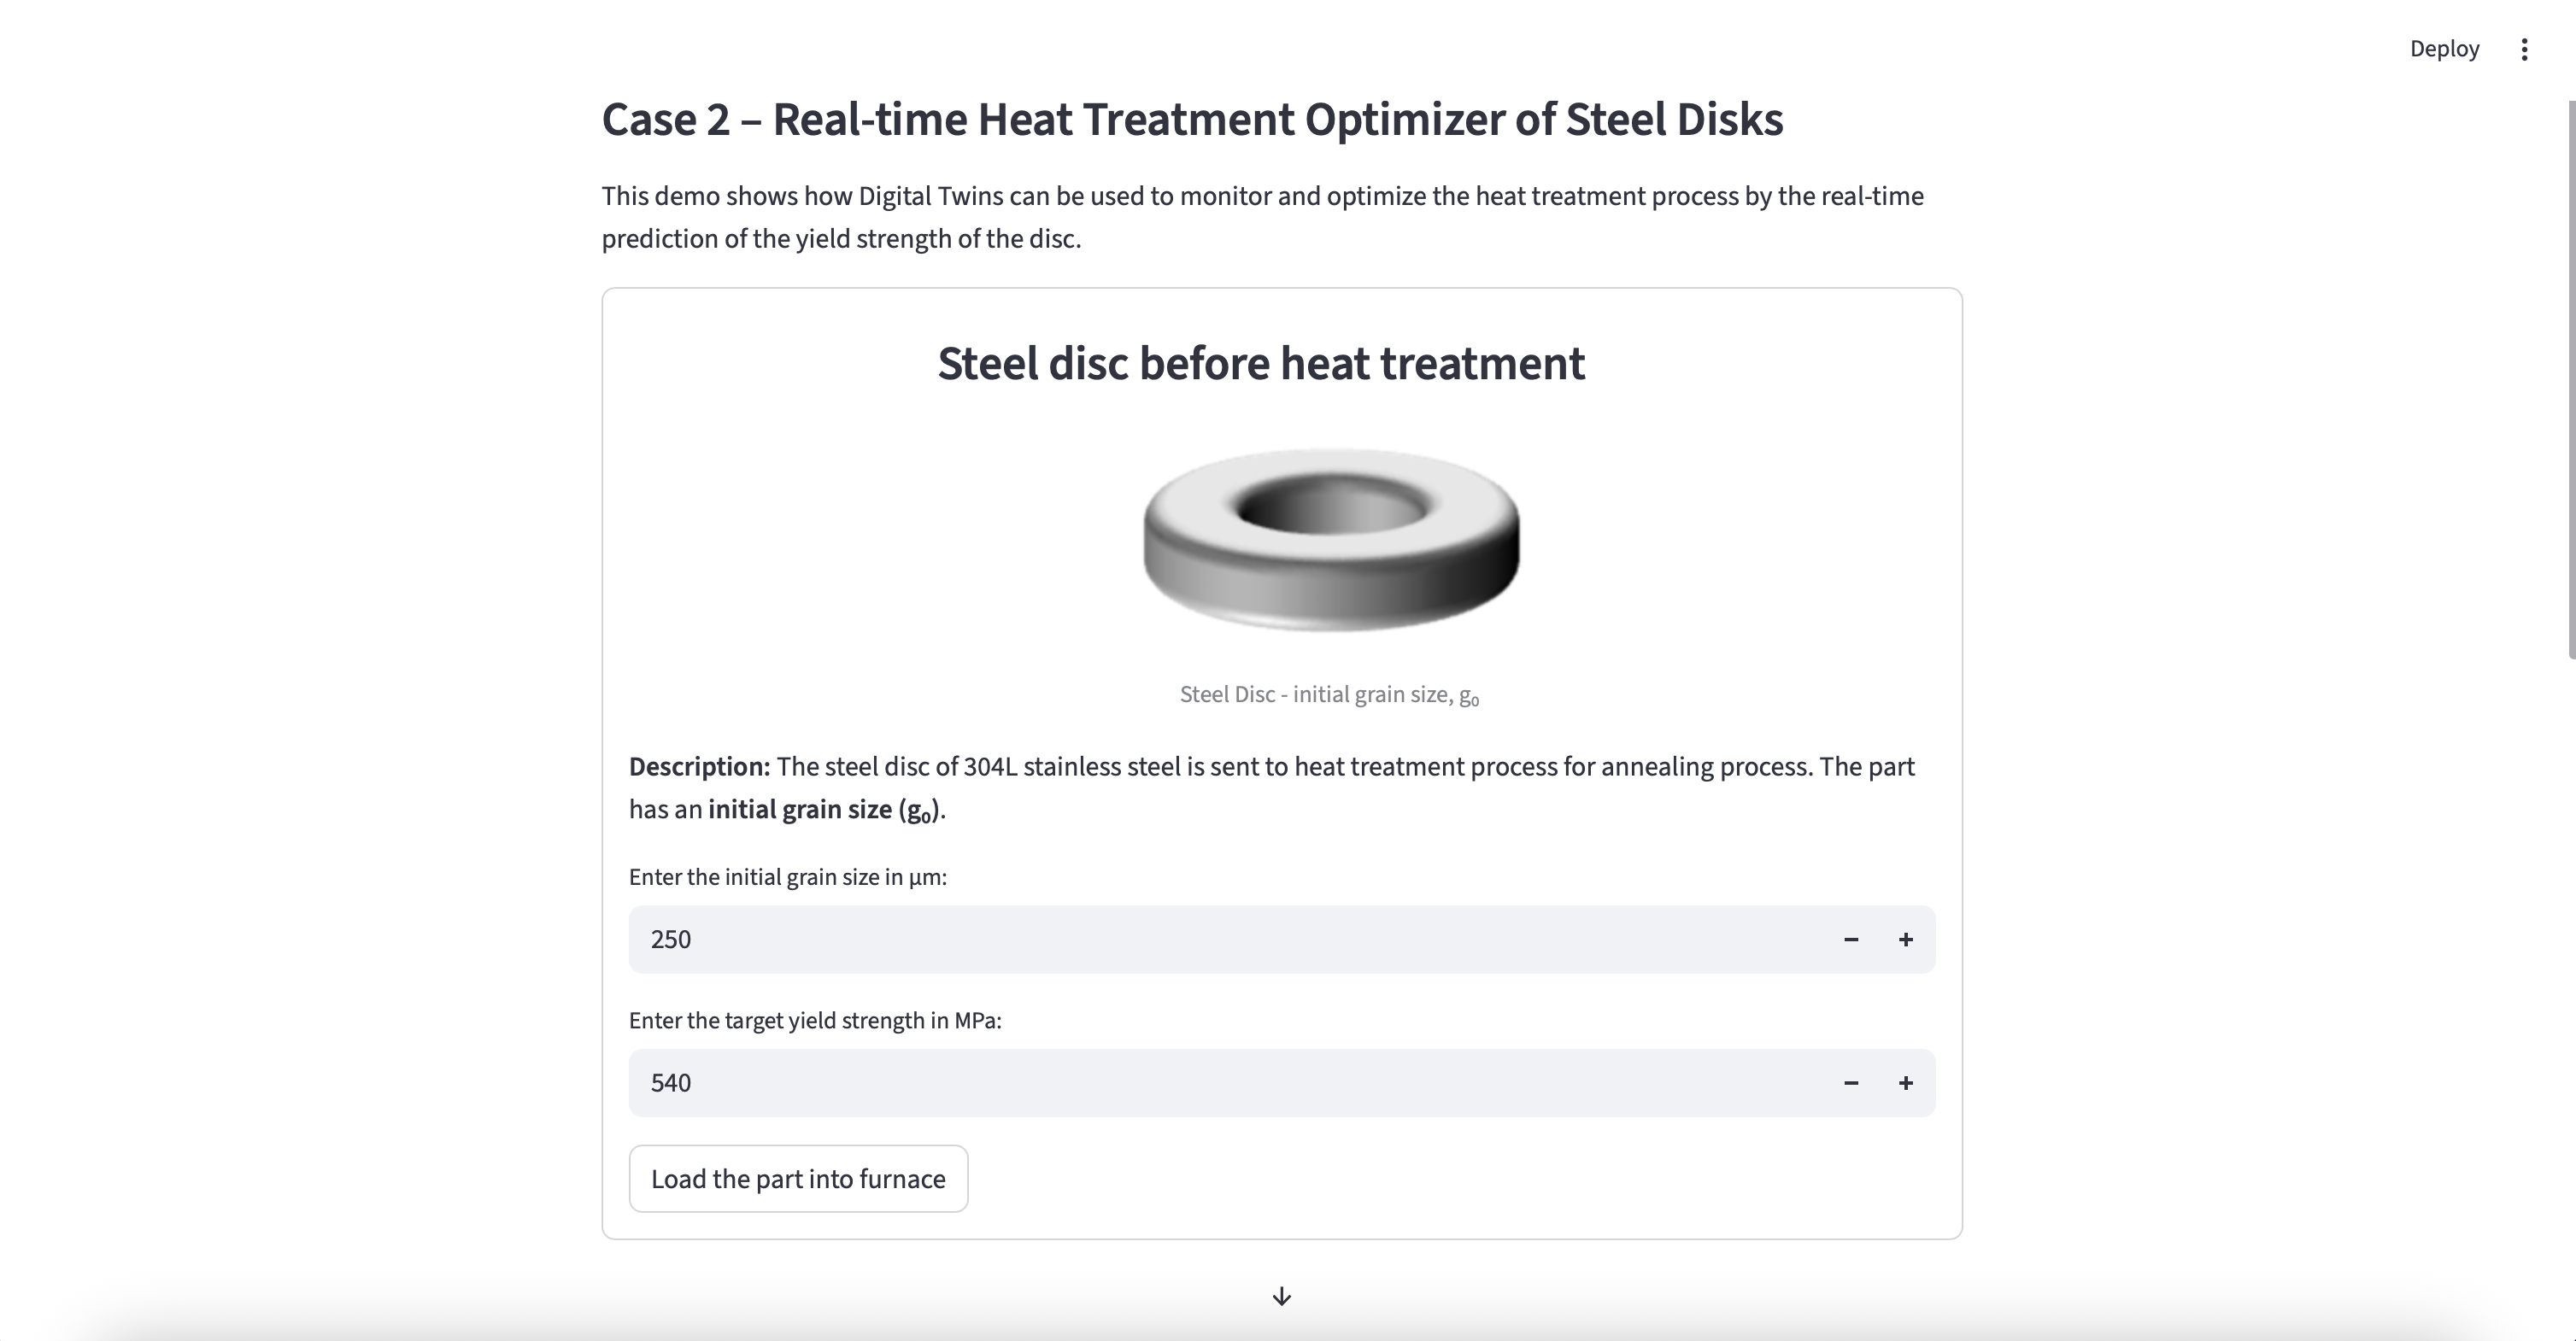 Deploy
Case 2 – Real-time Heat Treatment Optimizer of Steel Disks
This demo shows how Digital Twins can be used to monitor and optimize the heat treatment process by the real-time
prediction of the yield strength of the disc.
Steel disc before heat treatment
Steel Disc - initial grain size, g₀
Description: The steel disc of 304L stainless steel is sent to heat treatment process for annealing process. The part
has an initial grain size (g₀).
Enter the initial grain size in μm:
250
Enter the target yield strength in MPa:
540
Load the part into furnace